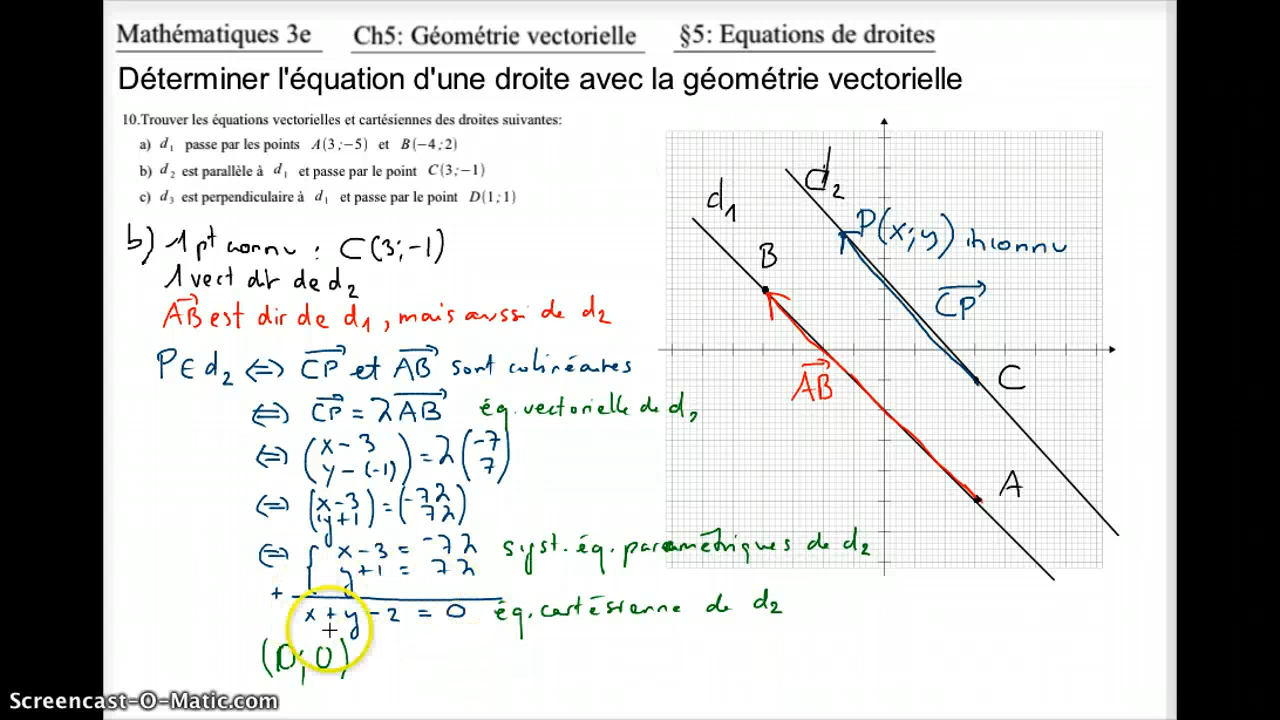 Mathématiques 3e Ch5: Géométrie vectorielle §5: Equations de droites
Déterminer l'équation d'une droite avec la géométrie vectorielle
10.Trouver les équations vectorielles et cartésiennes des droites suivantes:
a) d₁ passe par les points A(3;−5) et B(−4;2)
b) d₂ est parallèle à d₁ et passe par le point C(3;−1)
c) d₃ est perpendiculaire à d₁ et passe par le point D(1;1)
b) 1 pt connu : C(3;−1)
1 vect dir de d₂
AB est dir de d₁, mais aussi de d₂
P∈d₂ ⇔ CP et AB sont colinéaires
⇔ CP = λAB éq. vectorielle de d₂
⇔ (x−3 y−(−1)) = λ(−7 7)
⇔ (x−3 y+1) = (−7λ 7λ)
⇔ { x−3 = −7λ syst. éq. paramétriques de d₂
y+1 = 7λ
+ x+y−2 = 0 éq. cartésienne de d₂
(0;0)
d₁
d₂
B
P(x;y) inconnu
CP
AB
C
A
Screencast-O-Matic.com